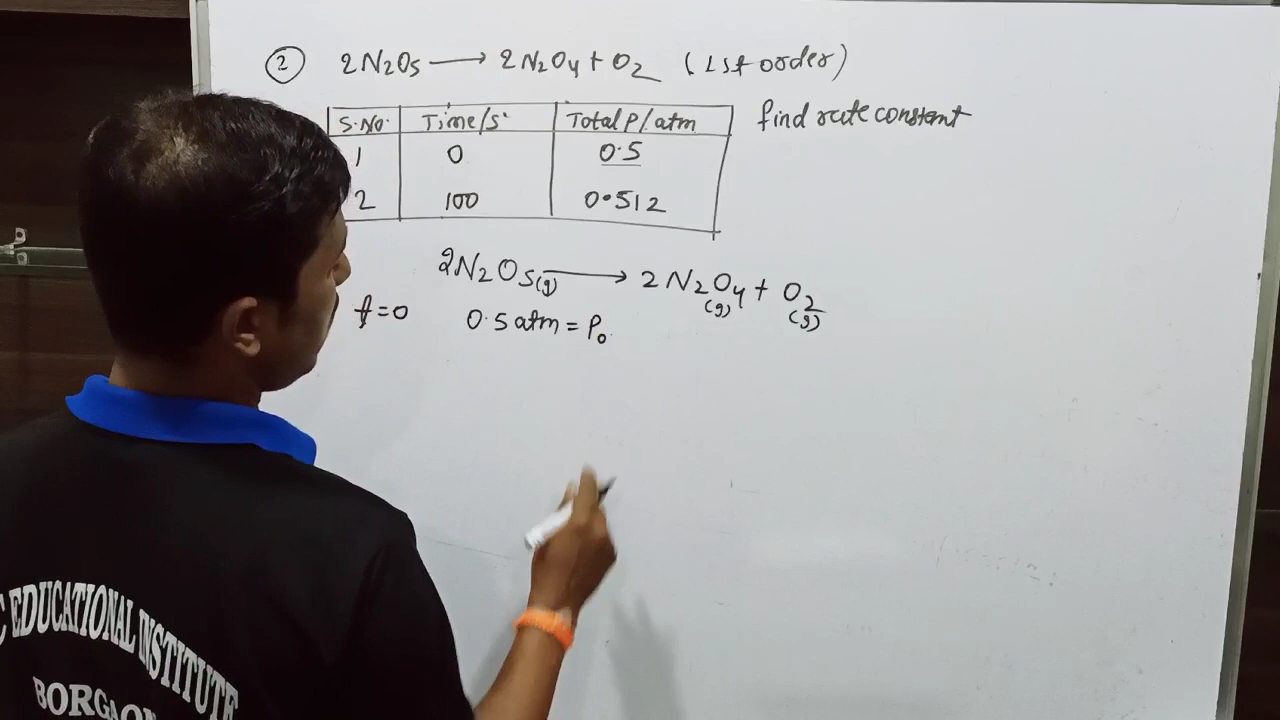 ② 2N₂O₅ ⟶ 2N₂O₄ + O₂ (1st order)
find rate constant
S.No. Time/s Total P/atm
1 0 0.5
2 100 0.512
2N₂O₅(g) ⟶ 2N₂O₄(g) + O₂(g)
t=0 0.5 atm = P₀
EDUCATIONAL INSTITUTE